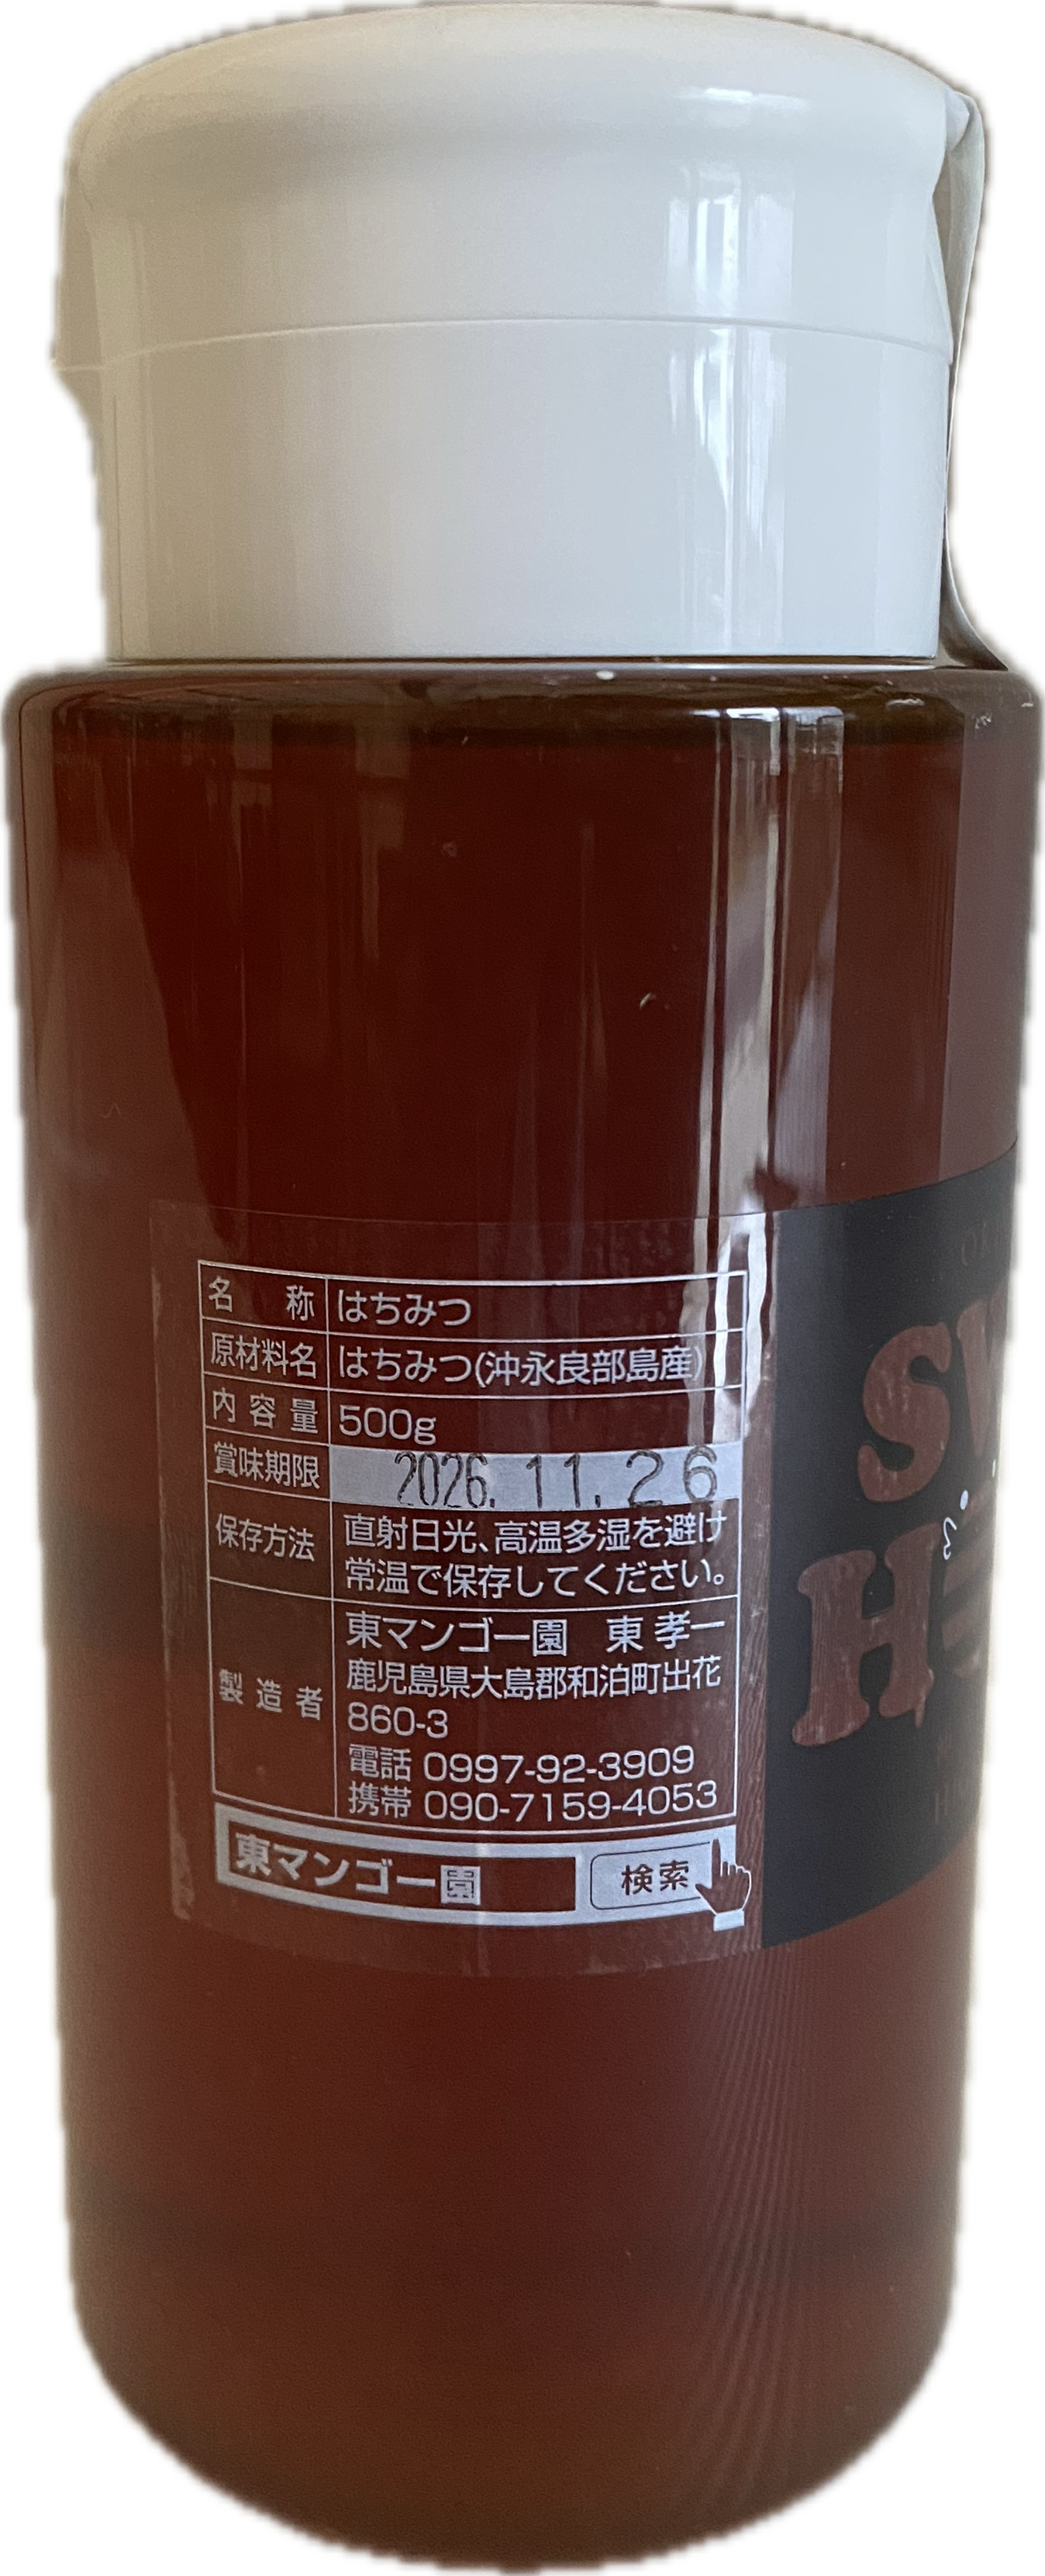 名称 はちみつ
原材料名 はちみつ(沖永良部島産)
内容量 500g
賞味期限 2026.11.26
保存方法 直射日光、高温多湿を避け
常温で保存してください。
製造者 東マンゴー園 東 孝一
鹿児島県大島郡和泊町出花
860-3
電話 0997-92-3909
携帯 090-7159-4053
東マンゴー園 検索